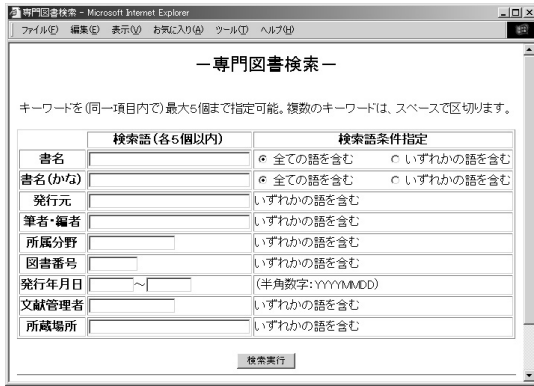 専門図書検索 - Microsoft Internet Explorer
ファイル(F) 編集(E) 表示(V) お気に入り(A) ツール(T) ヘルプ(H)
－専門図書検索－
キーワードを(同一項目内で)最大5個まで指定可能。複数のキーワードは、スペースで区切ります。
検索語(各5個以内) 検索語条件指定
書名 全ての語を含む いずれかの語を含む
書名(かな) 全ての語を含む いずれかの語を含む
発行元 いずれかの語を含む
筆者・編者 いずれかの語を含む
所属分野 いずれかの語を含む
図書番号 いずれかの語を含む
発行年月日 ～ (半角数字:YYYYMMDD)
文献管理者 いずれかの語を含む
所蔵場所 いずれかの語を含む
検索実行